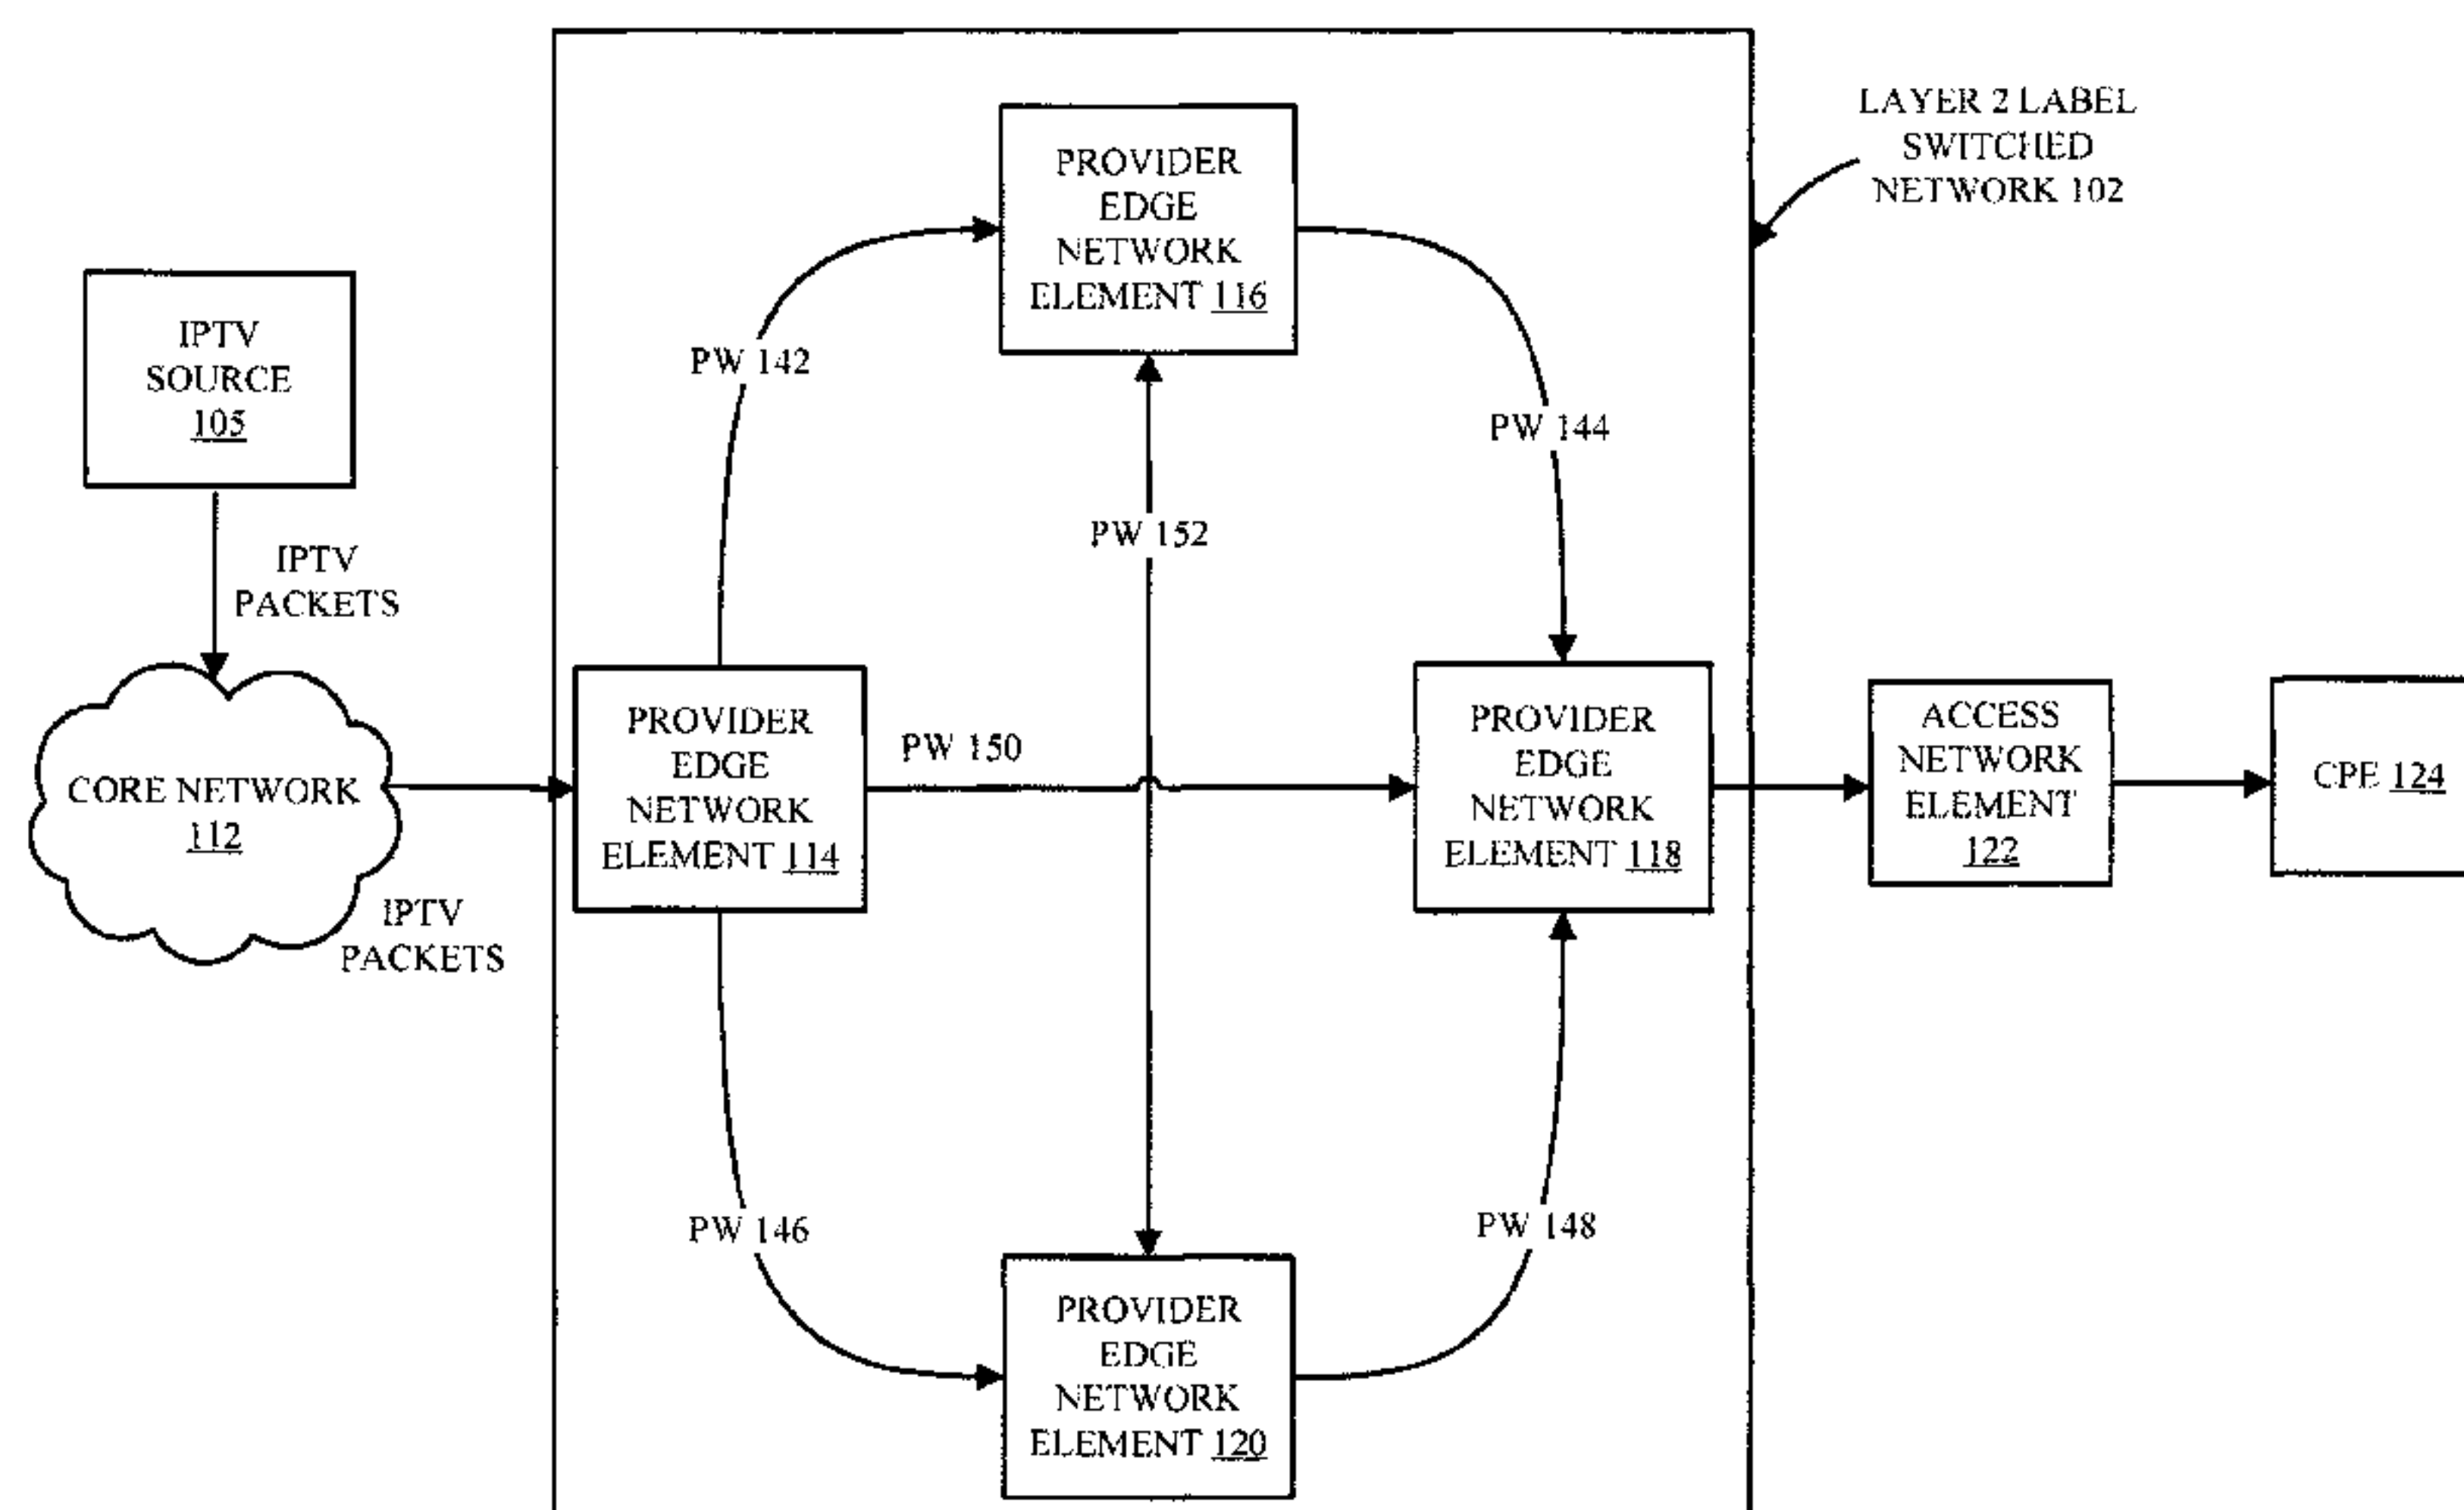 LAYER 2 LABEL
SWITCHED
NETWORK 102
PROVIDER
EDGE
NETWORK
ELEMENT 116
IPTV
SOURCE
105
PW 142
PW 144
PW 152
IPTV
PACKETS
CORE NETWORK
112
IPTV
PACKETS
PROVIDER
EDGE
NETWORK
ELEMENT 114
PW 150
PROVIDER
EDGE
NETWORK
ELEMENT 118
ACCESS
NETWORK
ELEMENT
122
CPE 124
PW 146
PW 148
PROVIDER
EDGE
NETWORK
ELEMENT 120